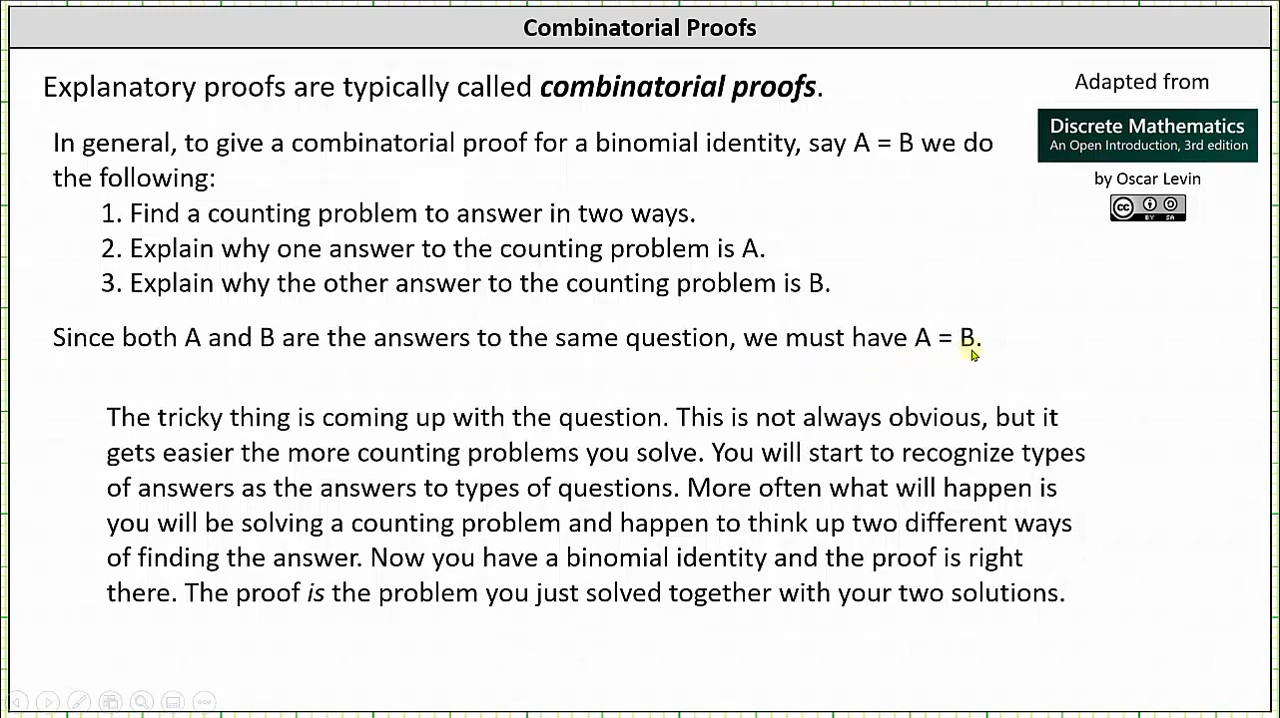 Combinatorial Proofs
Explanatory proofs are typically called combinatorial proofs.
Adapted from
Discrete Mathematics
An Open Introduction, 3rd edition
by Oscar Levin
cc
BY SA
In general, to give a combinatorial proof for a binomial identity, say A = B we do
the following:
1. Find a counting problem to answer in two ways.
2. Explain why one answer to the counting problem is A.
3. Explain why the other answer to the counting problem is B.
Since both A and B are the answers to the same question, we must have A = B.
The tricky thing is coming up with the question. This is not always obvious, but it
gets easier the more counting problems you solve. You will start to recognize types
of answers as the answers to types of questions. More often what will happen is
you will be solving a counting problem and happen to think up two different ways
of finding the answer. Now you have a binomial identity and the proof is right
there. The proof is the problem you just solved together with your two solutions.